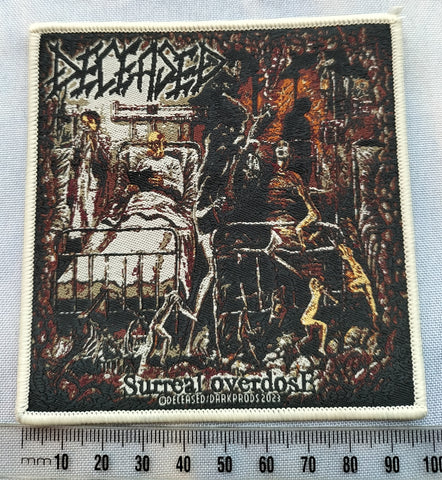 DECEASED
Surreal overdosE
©DECEASED/DARKPRODS 2023
mm 10 20 30 40 50 60 70 80 90 100